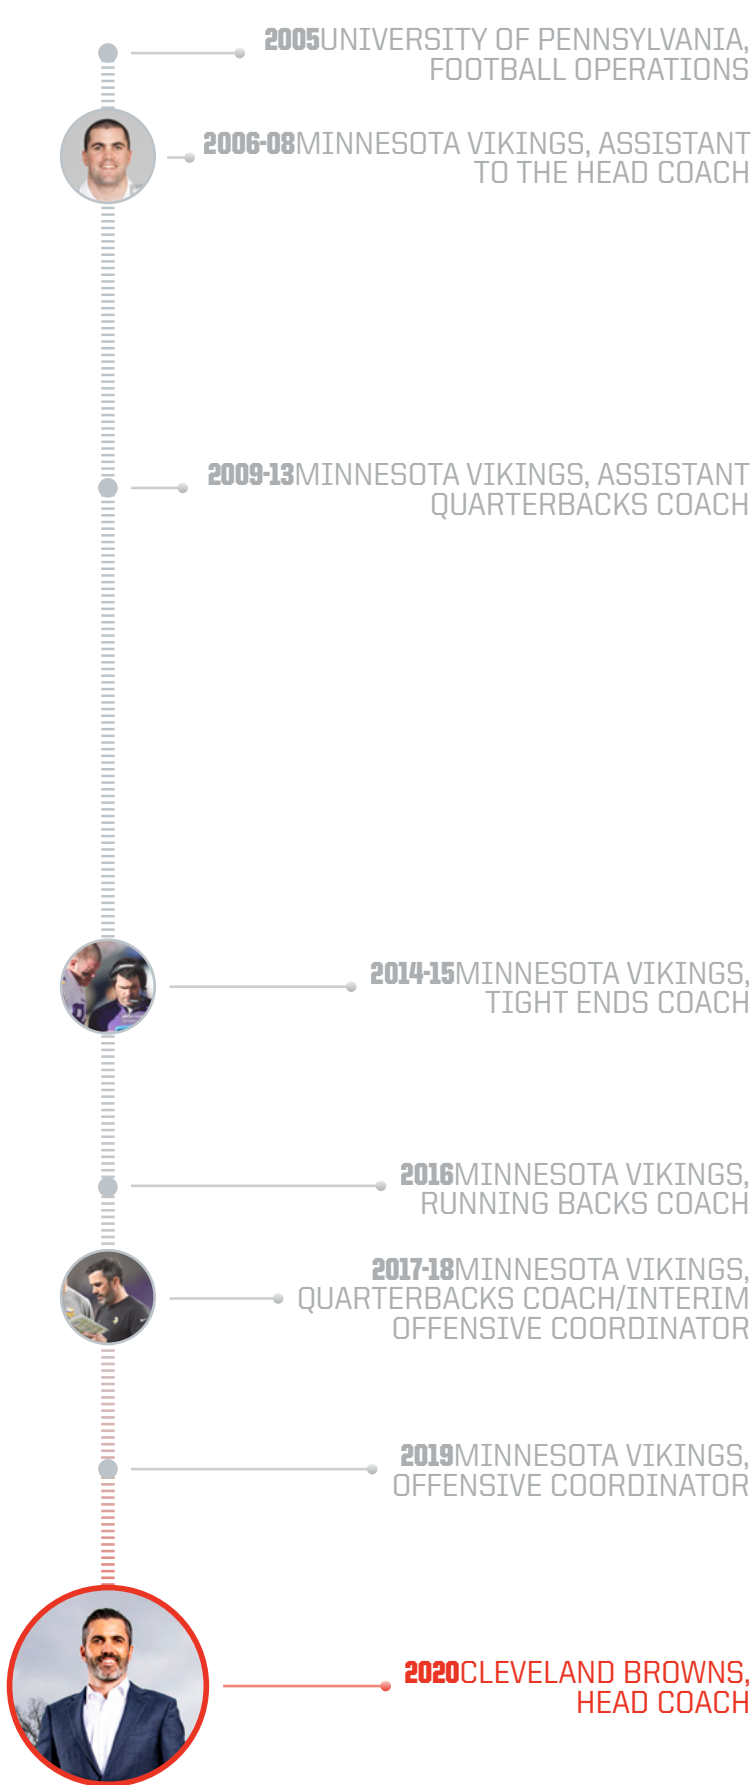 2005UNIVERSITY OF PENNSYLVANIA,
FOOTBALL OPERATIONS
2006-08MINNESOTA VIKINGS, ASSISTANT
TO THE HEAD COACH
2009-13MINNESOTA VIKINGS, ASSISTANT
QUARTERBACKS COACH
2014-15MINNESOTA VIKINGS,
TIGHT ENDS COACH
2016MINNESOTA VIKINGS,
RUNNING BACKS COACH
2017-18MINNESOTA VIKINGS,
QUARTERBACKS COACH/INTERIM
OFFENSIVE COORDINATOR
2019MINNESOTA VIKINGS,
OFFENSIVE COORDINATOR
2020CLEVELAND BROWNS,
HEAD COACH